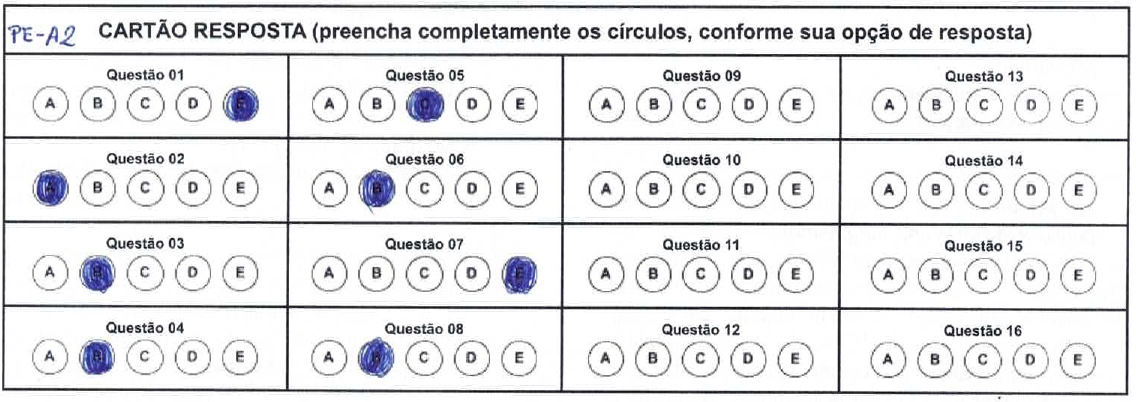 PE-A2 CARTÃO RESPOSTA (preencha completamente os círculos, conforme sua opção de resposta)
Questão 01 Questão 05 Questão 09 Questão 13
A B C D E A B C D E A B C D E A B C D E
Questão 02 Questão 06 Questão 10 Questão 14
A B C D E A B C D E A B C D E A B C D E
Questão 03 Questão 07 Questão 11 Questão 15
A B C D E A B C D E A B C D E A B C D E
Questão 04 Questão 08 Questão 12 Questão 16
A B C D E A B C D E A B C D E A B C D E